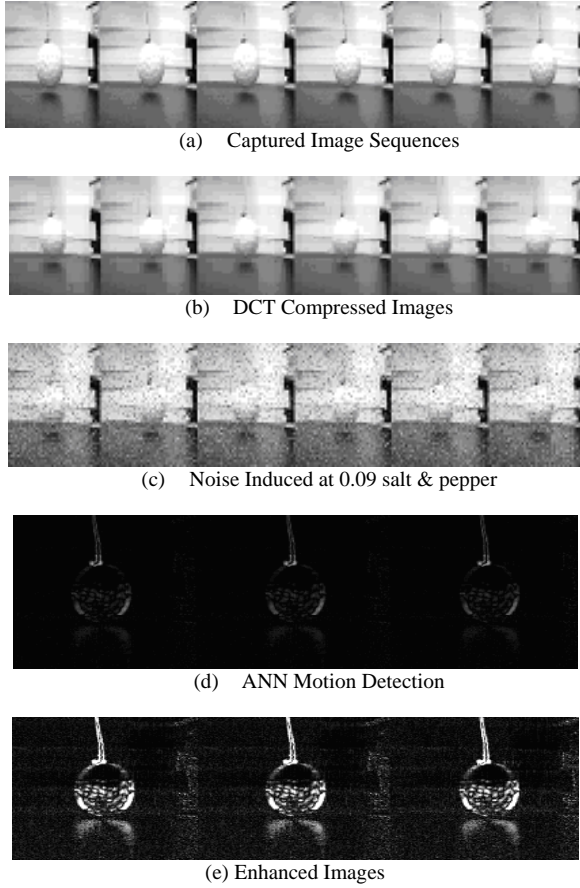 (a) Captured Image Sequences
(b) DCT Compressed Images
(c) Noise Induced at 0.09 salt & pepper
(d) ANN Motion Detection
(e) Enhanced Images